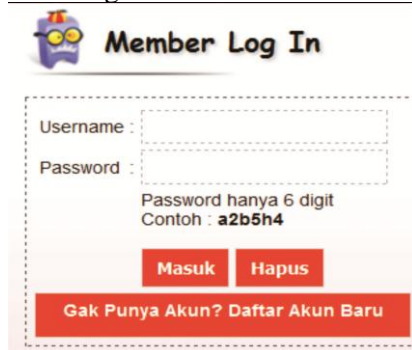 Member Log In
Username :
Password :
Password hanya 6 digit
Contoh : a2b5h4
Masuk Hapus
Gak Punya Akun? Daftar Akun Baru